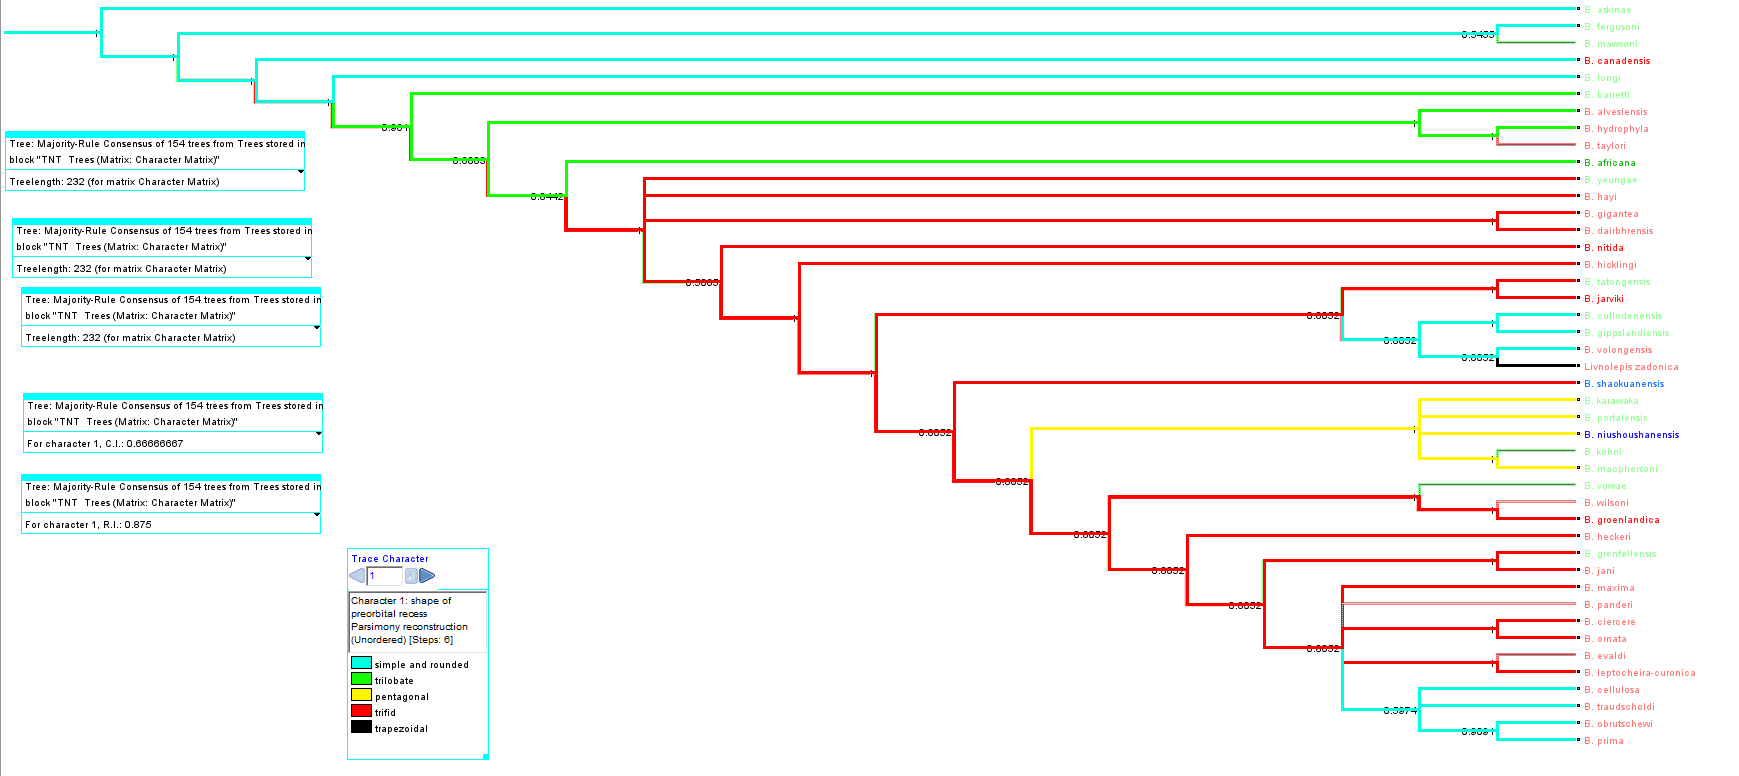 B. askinae
B. fergusoni
B. mawsoni
B. canadensis
B. longi
B. barretti
B. alvesiensis
B. hydrophyla
B. taylori
B. africana
B. yeungae
B. hayi
B. gigantea
B. dairbhrensis
B. nitida
B. hicklingi
B. tatongensis
B. jarviki
B. cullodenensis
B. gippslandiensis
B. volongensis
Livnolepis zadonica
B. shaokuanensis
B. karawaka
B. portalensis
B. niushoushanensis
B. kohni
B. macphersoni
B. vuwae
B. wilsoni
B. groenlandica
B. heckeri
B. grenfellensis
B. jani
B. maxima
B. panderi
B. ciercere
B. ornata
B. evaldi
B. leptocheira-curonica
B. cellulosa
B. traudscholdi
B. obrutschewi
B. prima
Tree: Majority-Rule Consensus of 154 trees from Trees stored in
block "TNT Trees (Matrix: Character Matrix)"
Treelength: 232 (for matrix Character Matrix)
Tree: Majority-Rule Consensus of 154 trees from Trees stored in
block "TNT Trees (Matrix: Character Matrix)"
Treelength: 232 (for matrix Character Matrix)
Tree: Majority-Rule Consensus of 154 trees from Trees stored in
block "TNT Trees (Matrix: Character Matrix)"
Treelength: 232 (for matrix Character Matrix)
Tree: Majority-Rule Consensus of 154 trees from Trees stored in
block "TNT Trees (Matrix: Character Matrix)"
For character 1, C.I.: 0.66666667
Tree: Majority-Rule Consensus of 154 trees from Trees stored in
block "TNT Trees (Matrix: Character Matrix)"
For character 1, R.I.: 0.875
Trace Character
1
Character 1: shape of
preorbital recess
Parsimony reconstruction
(Unordered) [Steps: 6]
simple and rounded
trilobate
pentagonal
trifid
trapezoidal